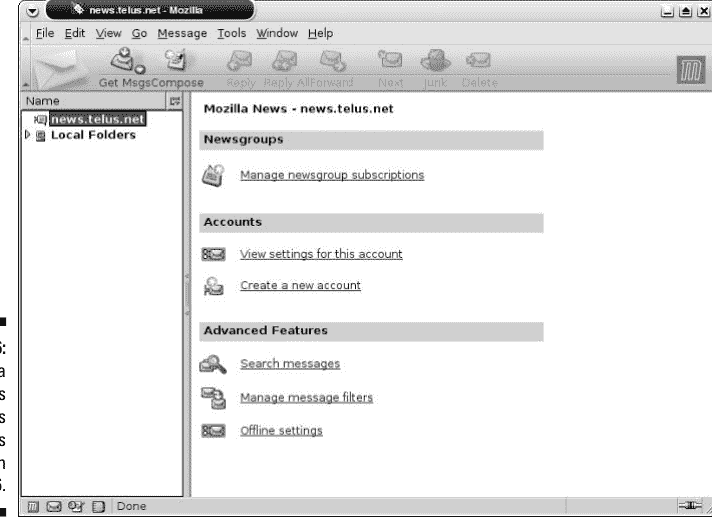 news.telus.net - Mozilla
File Edit View Go Message Tools Window Help
Get Msgs Compose Reply Reply All Forward Next Junk Delete
Name
news.telus.net
Local Folders
Mozilla News - news.telus.net
Newsgroups
Manage newsgroup subscriptions
Accounts
View settings for this account
Create a new account
Advanced Features
Search messages
Manage message filters
Offline settings
Done
a
s
s
s